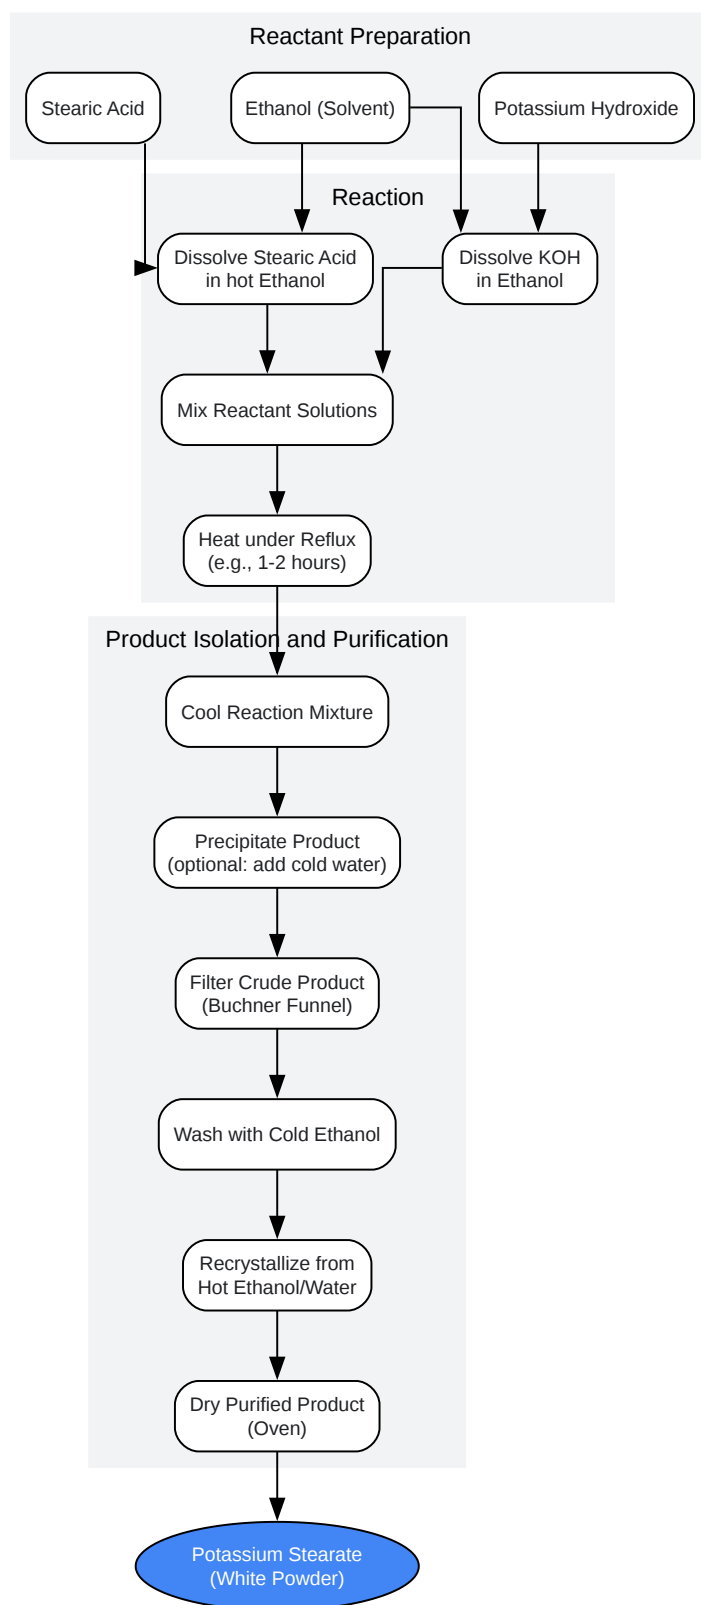 Reactant Preparation
Stearic Acid
Ethanol (Solvent)
Potassium Hydroxide
Reaction
Dissolve Stearic Acid
in hot Ethanol
Dissolve KOH
in Ethanol
Mix Reactant Solutions
Heat under Reflux
(e.g., 1-2 hours)
Product Isolation and Purification
Cool Reaction Mixture
Precipitate Product
(optional: add cold water)
Filter Crude Product
(Buchner Funnel)
Wash with Cold Ethanol
Recrystallize from
Hot Ethanol/Water
Dry Purified Product
(Oven)
Potassium Stearate
(White Powder)